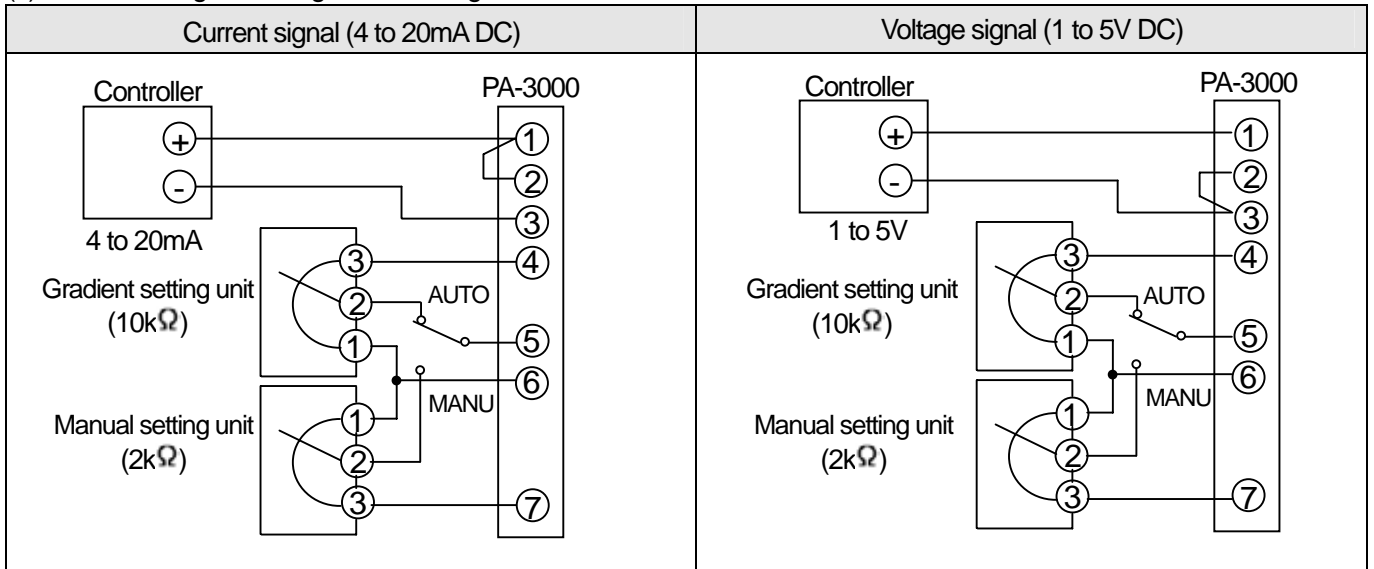 Current signal (4 to 20mA DC)
Voltage signal (1 to 5V DC)
Controller
PA-3000
+
-
4 to 20mA
1
2
3
4
5
6
7
Gradient setting unit
(10kΩ)
3
2
1
AUTO
MANU
Manual setting unit
(2kΩ)
1
2
3
Controller
PA-3000
+
-
1 to 5V
1
2
3
4
5
6
7
Gradient setting unit
(10kΩ)
3
2
1
AUTO
MANU
Manual setting unit
(2kΩ)
1
2
3